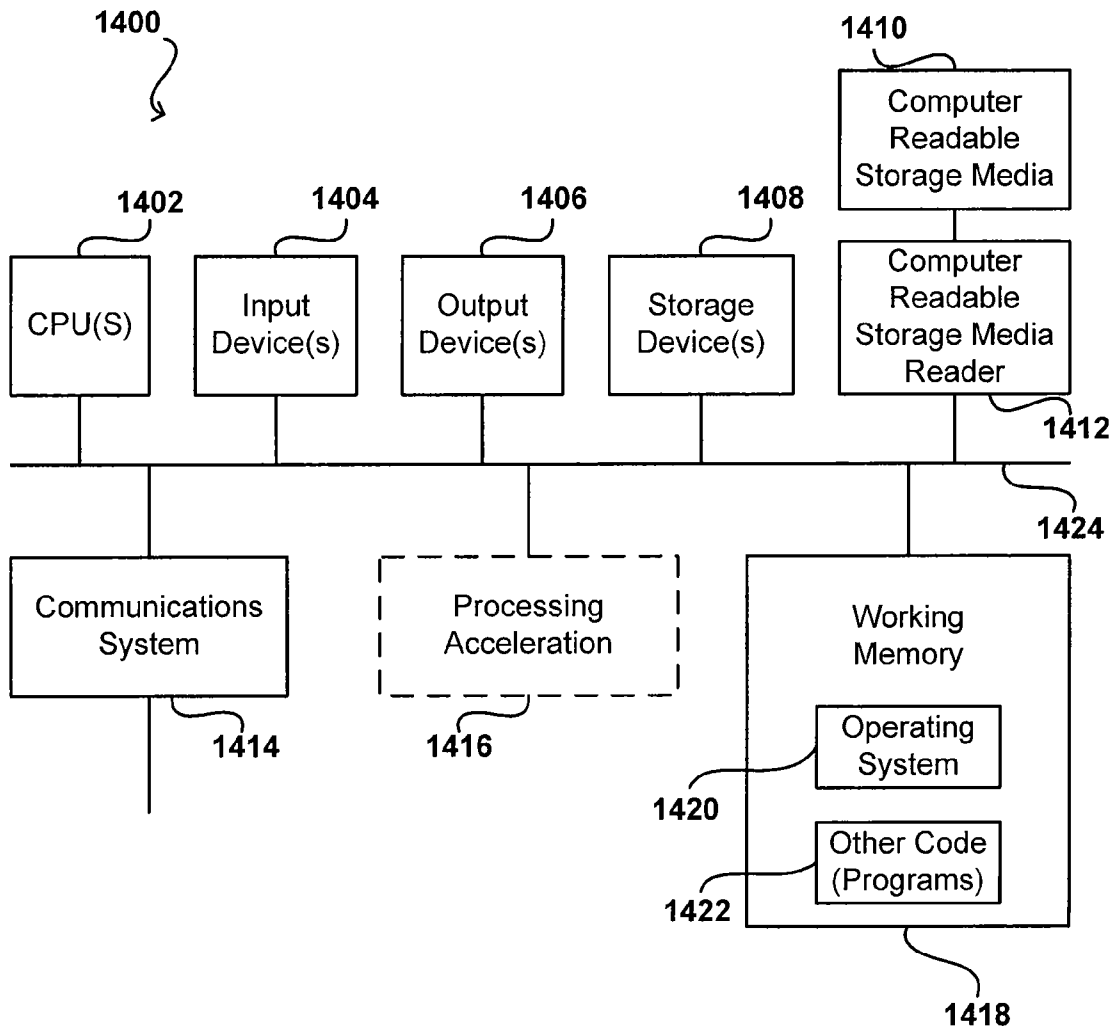 1400
1410
Computer
Readable
Storage Media
1402
1404
1406
1408
CPU(S)
Input
Device(s)
Output
Device(s)
Storage
Device(s)
Computer
Readable
Storage Media
Reader
1412
1424
Communications
System
1414
Processing
Acceleration
1416
Working
Memory
Operating
System
1420
Other Code
(Programs)
1422
1418